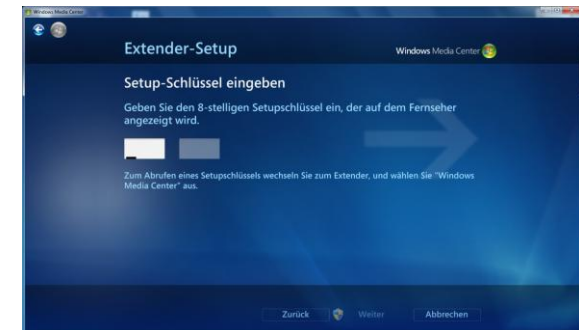 Windows Media Center
Extender-Setup
Windows Media Center
Setup-Schlüssel eingeben
Geben Sie den 8-stelligen Setupschlüssel ein, der auf dem Fernseher
angezeigt wird.
Zum Abrufen eines Setupschlüssels wechseln Sie zum Extender, und wählen Sie "Windows
Media Center" aus.
Zurück Weiter Abbrechen